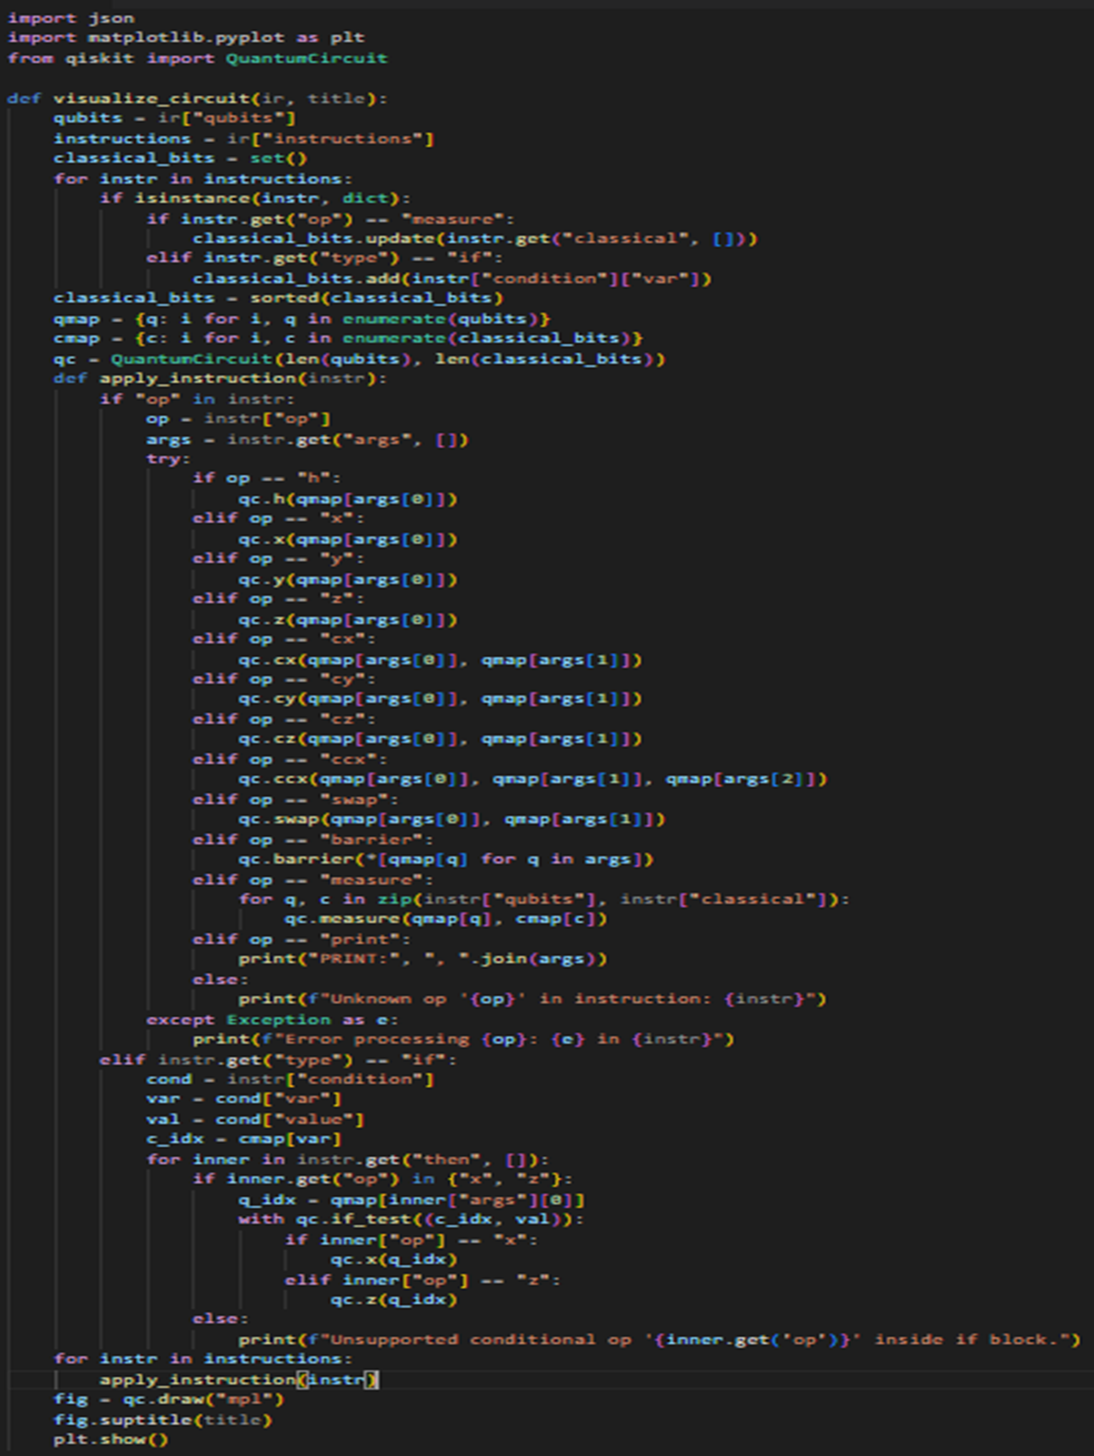 import json
import matplotlib.pyplot as plt
from qiskit import QuantumCircuit
def visualize_circuit(ir, title):
    qubits = ir["qubits"]
    instructions = ir["instructions"]
    classical_bits = set()
    for instr in instructions:
        if isinstance(instr, dict):
            if instr.get("op") == "measure":
                classical_bits.update(instr.get("classical", []))
            elif instr.get("type") == "if":
                classical_bits.add(instr["condition"]["var"])
    classical_bits = sorted(classical_bits)
    qmap = {q: i for i, q in enumerate(qubits)}
    cmap = {c: i for i, c in enumerate(classical_bits)}
    qc = QuantumCircuit(len(qubits), len(classical_bits))
    def apply_instruction(instr):
        if "op" in instr:
            op = instr["op"]
            args = instr.get("args", [])
            try:
                if op == "h":
                    qc.h(qmap[args[0]])
                elif op == "x":
                    qc.x(qmap[args[0]])
                elif op == "y":
                    qc.y(qmap[args[0]])
                elif op == "z":
                    qc.z(qmap[args[0]])
                elif op == "cx":
                    qc.cx(qmap[args[0]], qmap[args[1]])
                elif op == "cy":
                    qc.cy(qmap[args[0]], qmap[args[1]])
                elif op == "cz":
                    qc.cz(qmap[args[0]], qmap[args[1]])
                elif op == "ccx":
                    qc.ccx(qmap[args[0]], qmap[args[1]], qmap[args[2]])
                elif op == "swap":
                    qc.swap(qmap[args[0]], qmap[args[1]])
                elif op == "barrier":
                    qc.barrier(*[qmap[q] for q in args])
                elif op == "measure":
                    for q, c in zip(instr["qubits"], instr["classical"]):
                        qc.measure(qmap[q], cmap[c])
                elif op == "print":
                    print("PRINT:", ", ".join(args))
                else:
                    print(f"Unknown op '{op}' in instruction: {instr}")
            except Exception as e:
                print(f"Error processing {op}: {e} in {instr}")
        elif instr.get("type") == "if":
            cond = instr["condition"]
            var = cond["var"]
            val = cond["value"]
            c_idx = cmap[var]
            for inner in instr.get("then", []):
                if inner.get("op") in {"x", "z"}:
                    q_idx = qmap[inner["args"][0]]
                    with qc.if_test((c_idx, val)):
                        if inner["op"] == "x":
                            qc.x(q_idx)
                        elif inner["op"] == "z":
                            qc.z(q_idx)
                else:
                    print(f"Unsupported conditional op '{inner.get('op')}' inside if block.")
    for instr in instructions:
        apply_instruction(instr)
    fig = qc.draw("mpl")
    fig.suptitle(title)
    plt.show()